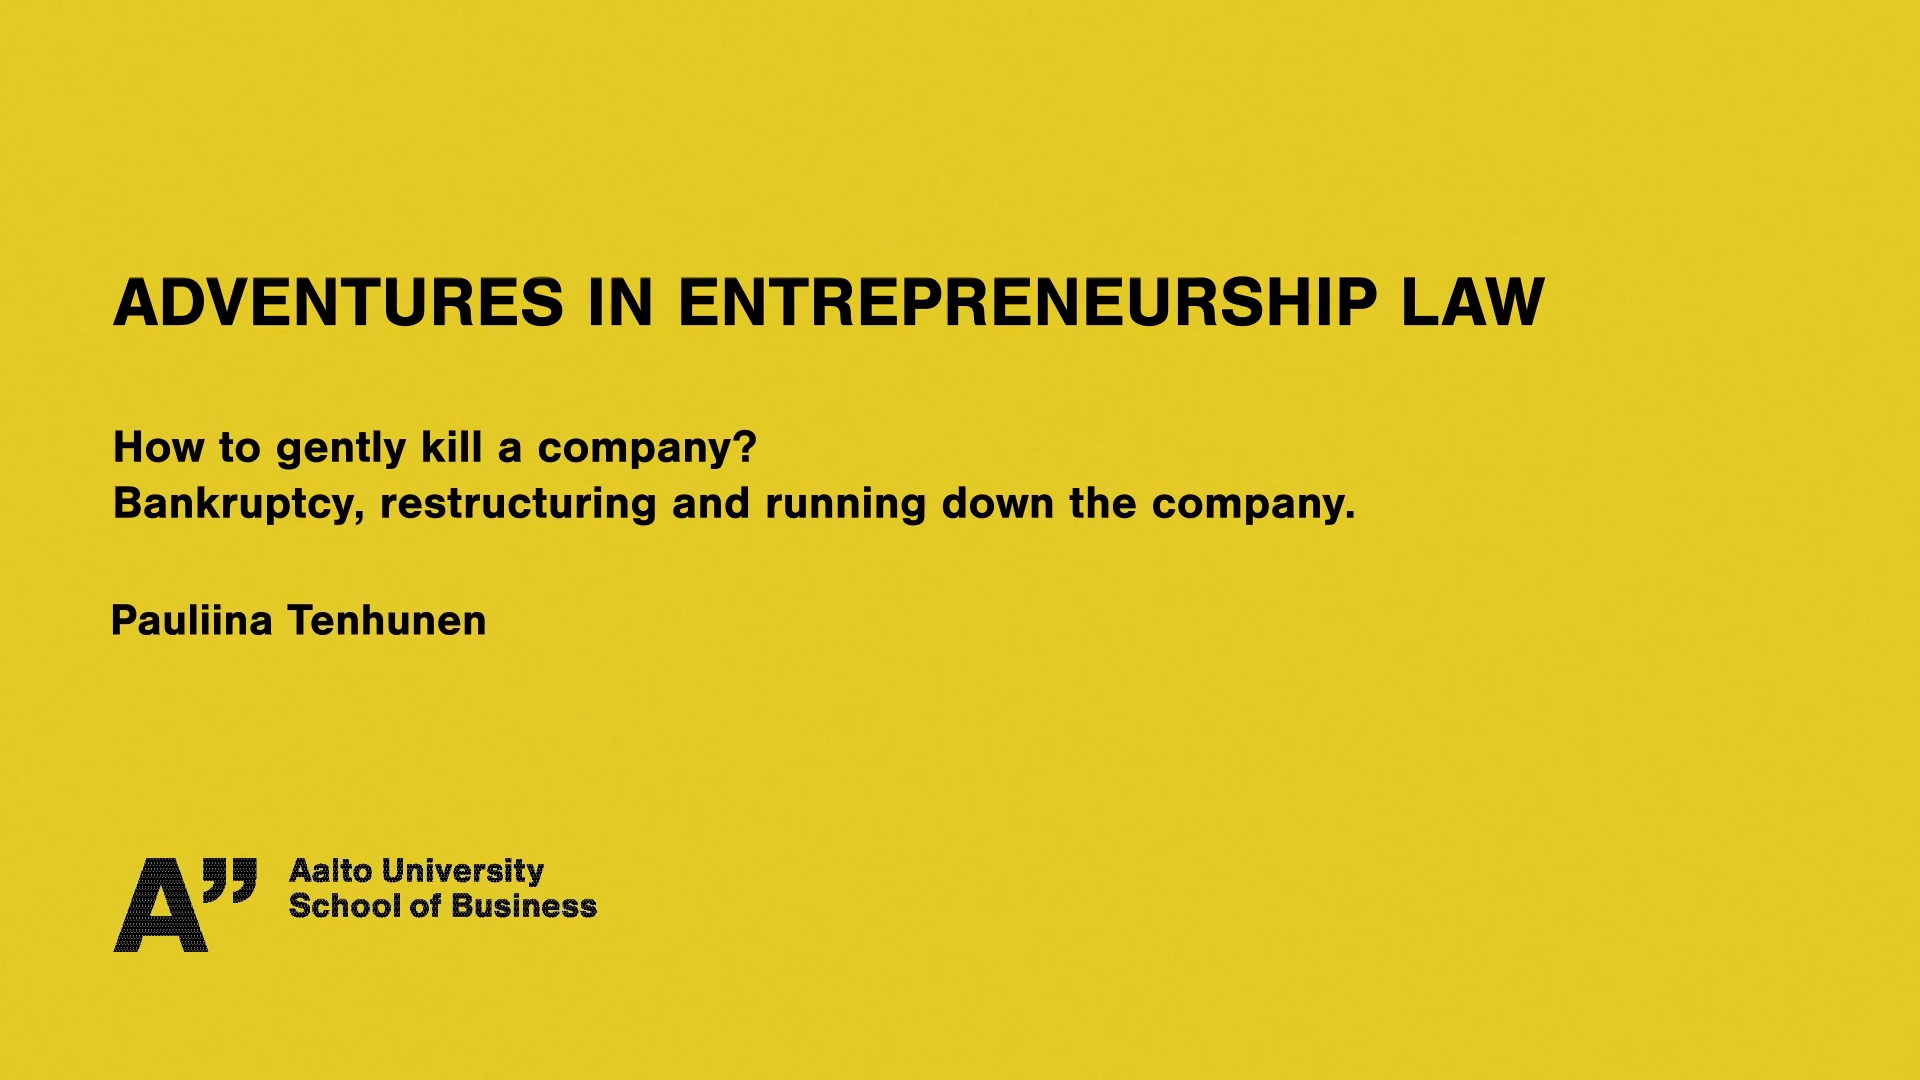 ADVENTURES IN ENTREPRENEURSHIP LAW
How to gently kill a company?
Bankruptcy, restructuring and running down the company.
Pauliina Tenhunen
A”
Aalto University
School of Business